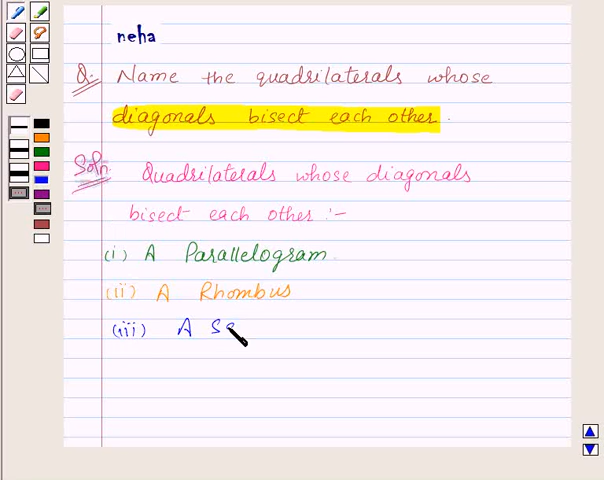 neha
Q. Name the quadrilaterals whose
diagonals bisect each other.
Soln. Quadrilaterals whose diagonals
bisect each other :-
(i) A Parallelogram.
(ii) A Rhombus
(iii) A